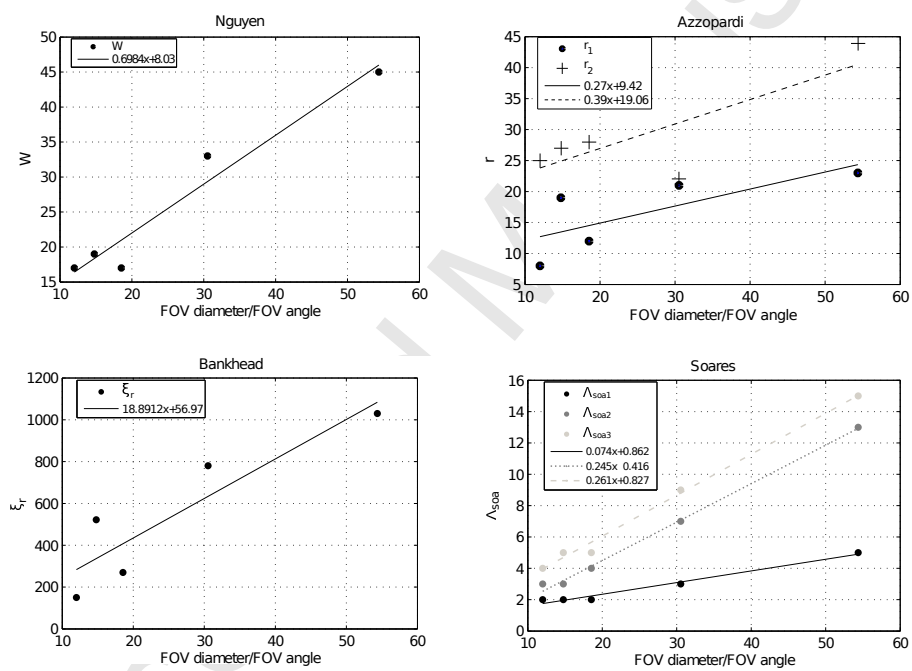 Nguyen
50
45
40
35
30
25
20
15
W
W
0.6984x+8.03
10 20 30 40 50 60
FOV diameter/FOV angle
Azzopardi
45
40
35
30
25
20
15
10
5
r
r1
r2
0.27x+9.42
0.39x+19.06
10 20 30 40 50 60
FOV diameter/FOV angle
Bankhead
1200
1000
800
600
400
200
0
ξr
ξr
18.8912x+56.97
10 20 30 40 50 60
FOV diameter/FOV angle
Soares
16
14
12
10
8
6
4
2
0
Λsoa
Λsoa1
Λsoa2
Λsoa3
0.074x+0.862
0.245x 0.416
0.261x+0.827
10 20 30 40 50 60
FOV diameter/FOV angle